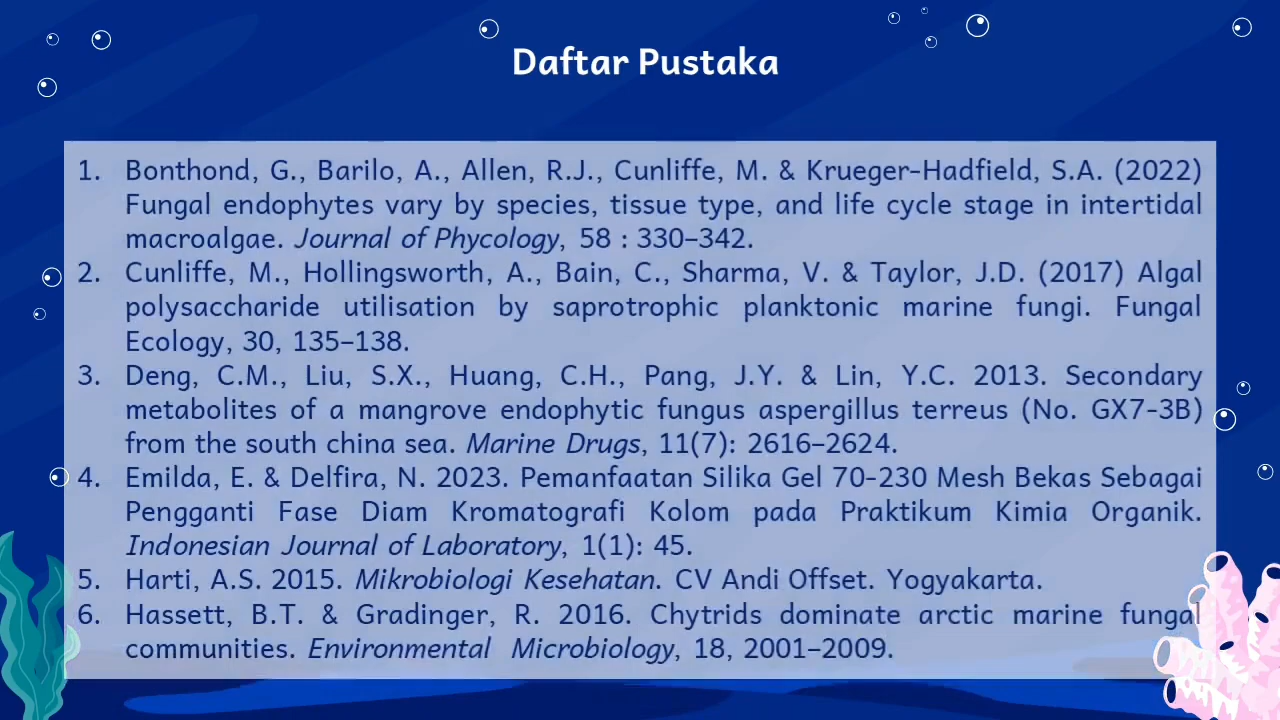 Daftar Pustaka
1. Bonthond, G., Barilo, A., Allen, R.J., Cunliffe, M. & Krueger-Hadfield, S.A. (2022)
Fungal endophytes vary by species, tissue type, and life cycle stage in intertidal
macroalgae. Journal of Phycology, 58 : 330–342.
2. Cunliffe, M., Hollingsworth, A., Bain, C., Sharma, V. & Taylor, J.D. (2017) Algal
polysaccharide utilisation by saprotrophic planktonic marine fungi. Fungal
Ecology, 30, 135–138.
3. Deng, C.M., Liu, S.X., Huang, C.H., Pang, J.Y. & Lin, Y.C. 2013. Secondary
metabolites of a mangrove endophytic fungus aspergillus terreus (No. GX7-3B)
from the south china sea. Marine Drugs, 11(7): 2616–2624.
4. Emilda, E. & Delfira, N. 2023. Pemanfaatan Silika Gel 70-230 Mesh Bekas Sebagai
Pengganti Fase Diam Kromatografi Kolom pada Praktikum Kimia Organik.
Indonesian Journal of Laboratory, 1(1): 45.
5. Harti, A.S. 2015. Mikrobiologi Kesehatan. CV Andi Offset. Yogyakarta.
6. Hassett, B.T. & Gradinger, R. 2016. Chytrids dominate arctic marine fungal
communities. Environmental Microbiology, 18, 2001–2009.